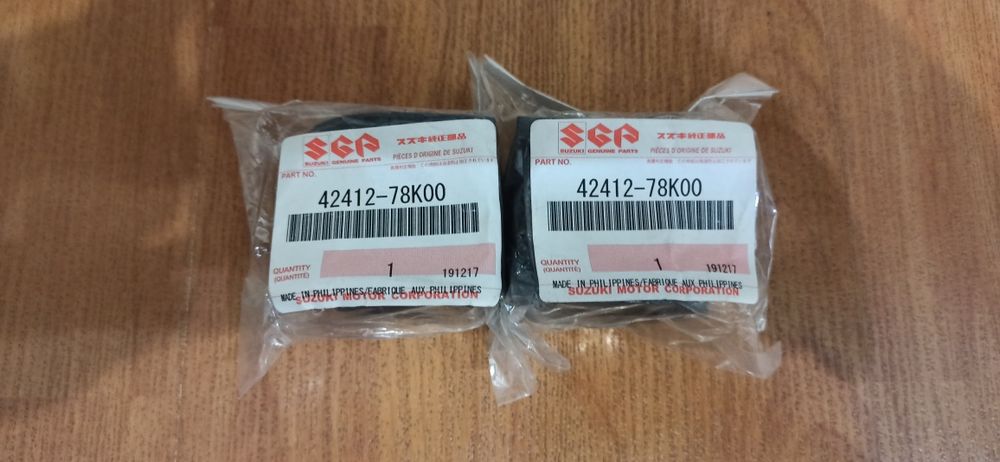 SGP
スズキ純正部品
SUZUKI GENUINE PARTS
PIÈCES D'ORIGINE DE SUZUKI
PART NO.
42412-78K00
QUANTITY
(QUANTITÉ)
1
191217
MADE IN PHILIPPINES/FABRIQUE AUX PHILIPPINES
SUZUKI MOTOR CORPORATION
SGP
スズキ純正部品
SUZUKI GENUINE PARTS
PIÈCES D'ORIGINE DE SUZUKI
PART NO.
42412-78K00
QUANTITY
(QUANTITÉ)
1
191217
MADE IN PHILIPPINES/FABRIQUE AUX PHILIPPINES
SUZUKI MOTOR CORPORATION